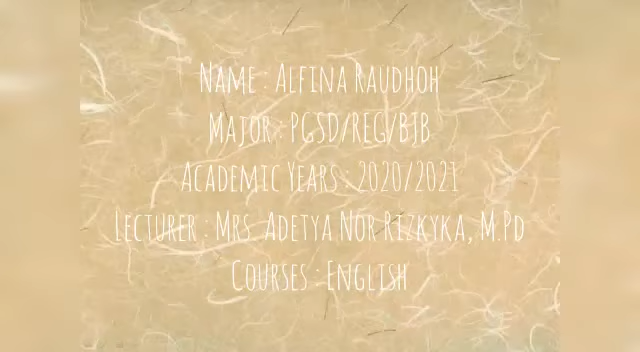 Name : Alfina Raudhoh
Major : PGSD/REG/BJB
Academic Years : 2020/2021
Lecturer : Mrs. Adetya Nor Rizkyka, M.Pd
Courses : English